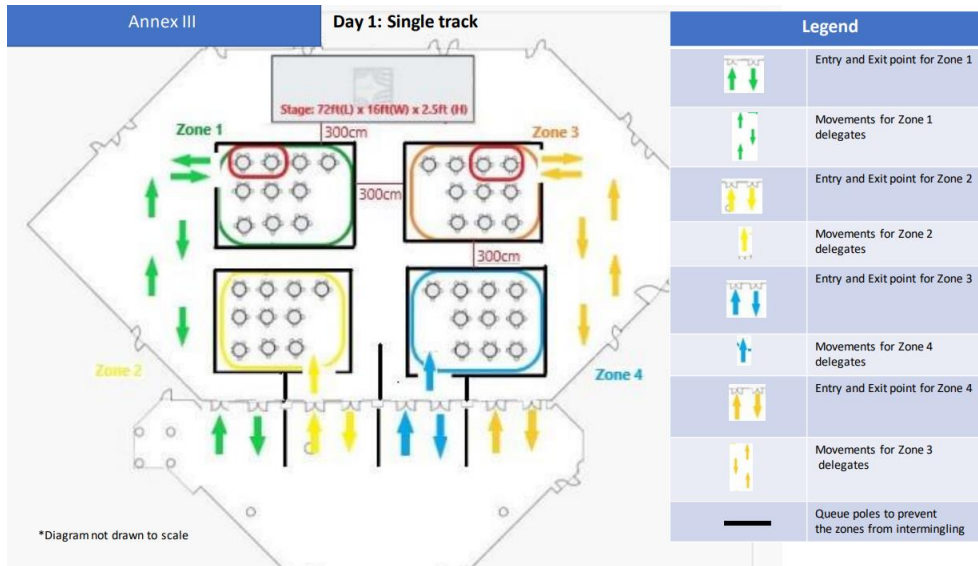 Annex III
Day 1: Single track
Stage: 72ft(L) x 16ft(W) x 2.5ft (H)
Zone 1
300cm
Zone 3
300cm
300cm
Zone 2
Zone 4
*Diagram not drawn to scale
Legend
Entry and Exit point for Zone 1
Movements for Zone 1
delegates
Entry and Exit point for Zone 2
Movements for Zone 2
delegates
Entry and Exit point for Zone 3
Movements for Zone 4
delegates
Entry and Exit point for Zone 4
Movements for Zone 3
delegates
Queue poles to prevent
the zones from intermingling